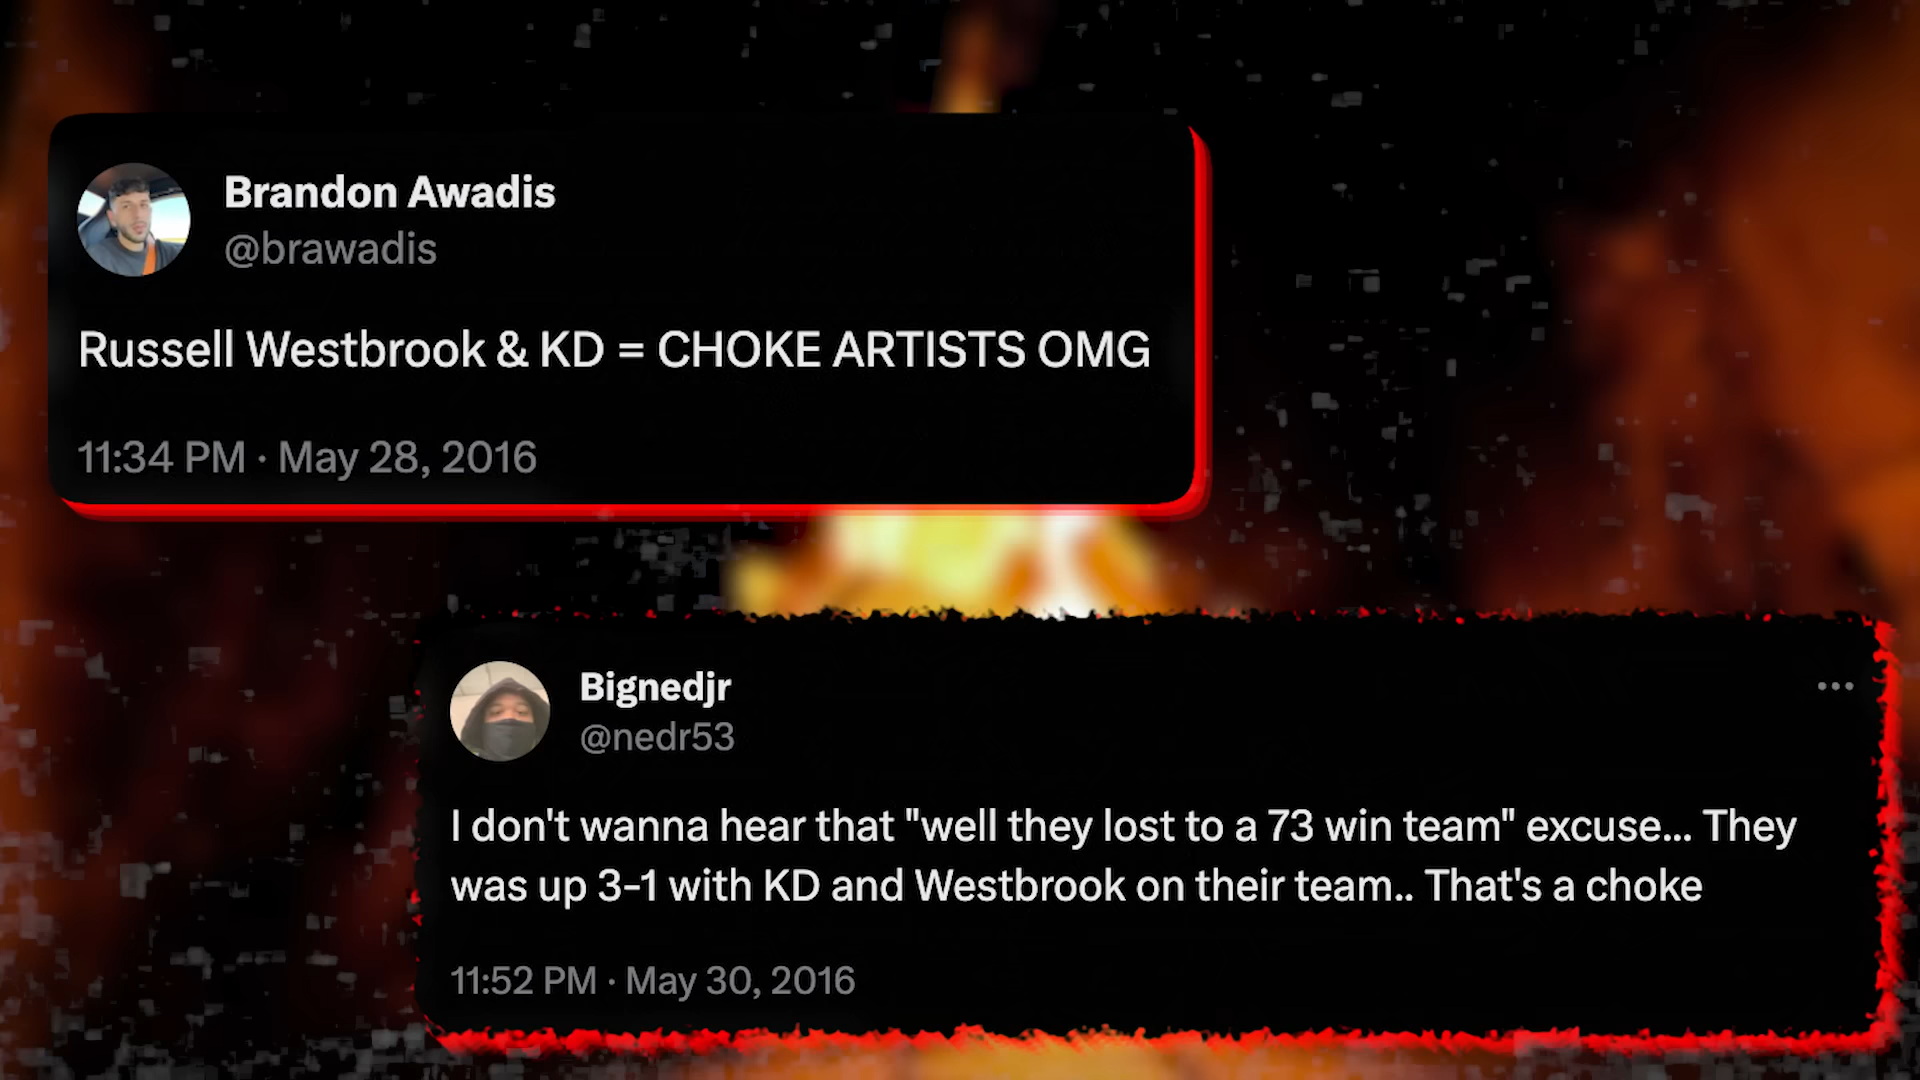 Brandon Awadis
@brawadis
Russell Westbrook & KD = CHOKE ARTISTS OMG
11:34 PM · May 28, 2016
Bignedjr
@nedr53
I don't wanna hear that "well they lost to a 73 win team" excuse... They
was up 3-1 with KD and Westbrook on their team.. That's a choke
11:52 PM · May 30, 2016